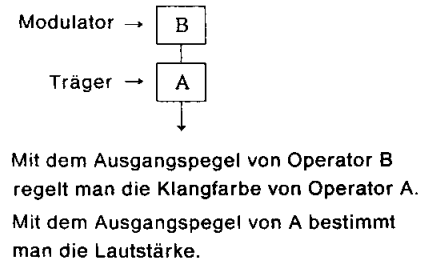 Modulator → B
Träger → A
Mit dem Ausgangspegel von Operator B
regelt man die Klangfarbe von Operator A.
Mit dem Ausgangspegel von A bestimmt
man die Lautstärke.